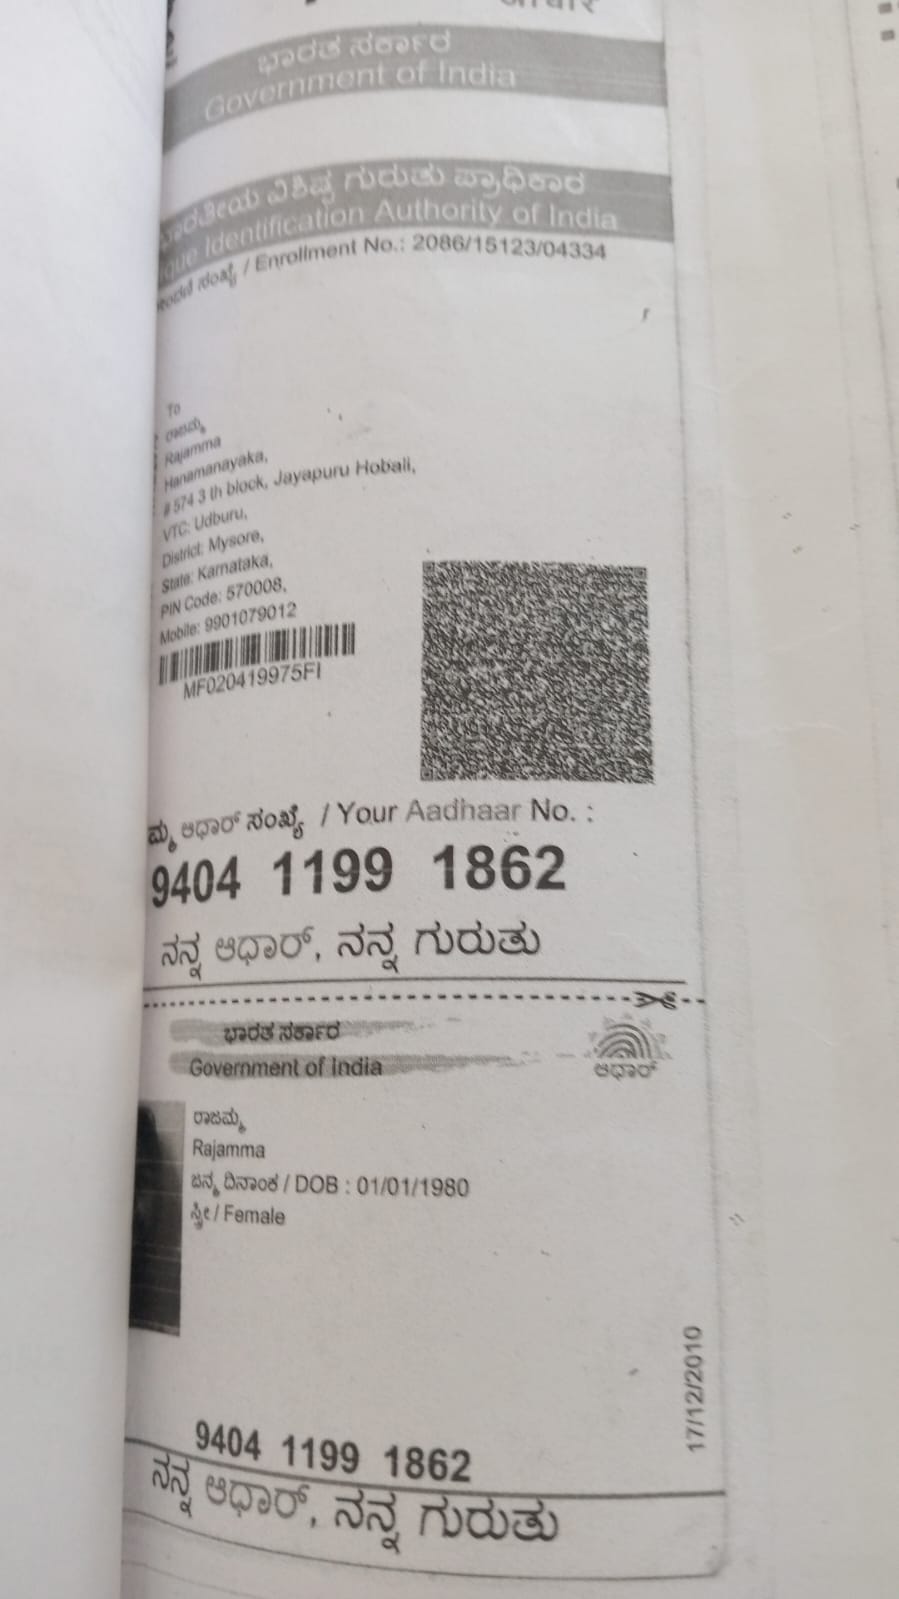 ಭಾರತ ಸರ್ಕಾರ
Government of India
ವಿಶಿಷ್ಟ ಗುರುತು ಪ್ರಾಧಿಕಾರ
Identification Authority of India
ಸಂಖ್ಯೆ / Enrollment No.: 2086/15123/04334
To
ರಾಜಮ್ಮ
Rajamma
Hanamanayaka,
# 574 3 th block, Jayapuru Hobali,
VTC: Udburu,
District: Mysore,
State: Karnataka,
PIN Code: 570008,
Mobile: 9901079012
MF020419975FI
ಆಧಾರ್ ಸಂಖ್ಯೆ / Your Aadhaar No. :
9404 1199 1862
ನನ್ನ ಆಧಾರ್, ನನ್ನ ಗುರುತು
ಭಾರತ ಸರ್ಕಾರ
Government of India
ಆಧಾರ್
ರಾಜಮ್ಮ
Rajamma
ಜನ್ಮ ದಿನಾಂಕ / DOB : 01/01/1980
ಸ್ತ್ರೀ / Female
17/12/2010
9404 1199 1862
ನನ್ನ ಆಧಾರ್, ನನ್ನ ಗುರುತು